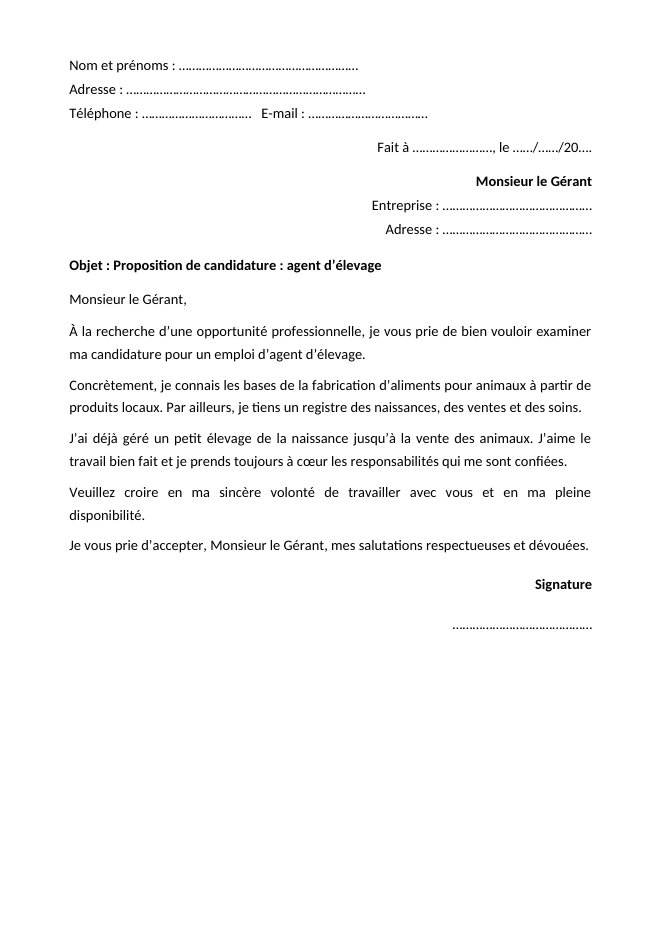 Nom et prénoms : ………………………………………………
Adresse : ………………………………………………………………
Téléphone : …………………………… E-mail : ………………………………
Fait à ……………………, le ……/……/20….
Monsieur le Gérant
Entreprise : ………………………………………
Adresse : ………………………………………
Objet : Proposition de candidature : agent d’élevage
Monsieur le Gérant,
À la recherche d’une opportunité professionnelle, je vous prie de bien vouloir examiner
ma candidature pour un emploi d’agent d’élevage.
Concrètement, je connais les bases de la fabrication d’aliments pour animaux à partir de
produits locaux. Par ailleurs, je tiens un registre des naissances, des ventes et des soins.
J’ai déjà géré un petit élevage de la naissance jusqu’à la vente des animaux. J’aime le
travail bien fait et je prends toujours à cœur les responsabilités qui me sont confiées.
Veuillez croire en ma sincère volonté de travailler avec vous et en ma pleine
disponibilité.
Je vous prie d’accepter, Monsieur le Gérant, mes salutations respectueuses et dévouées.
Signature
……………………………………